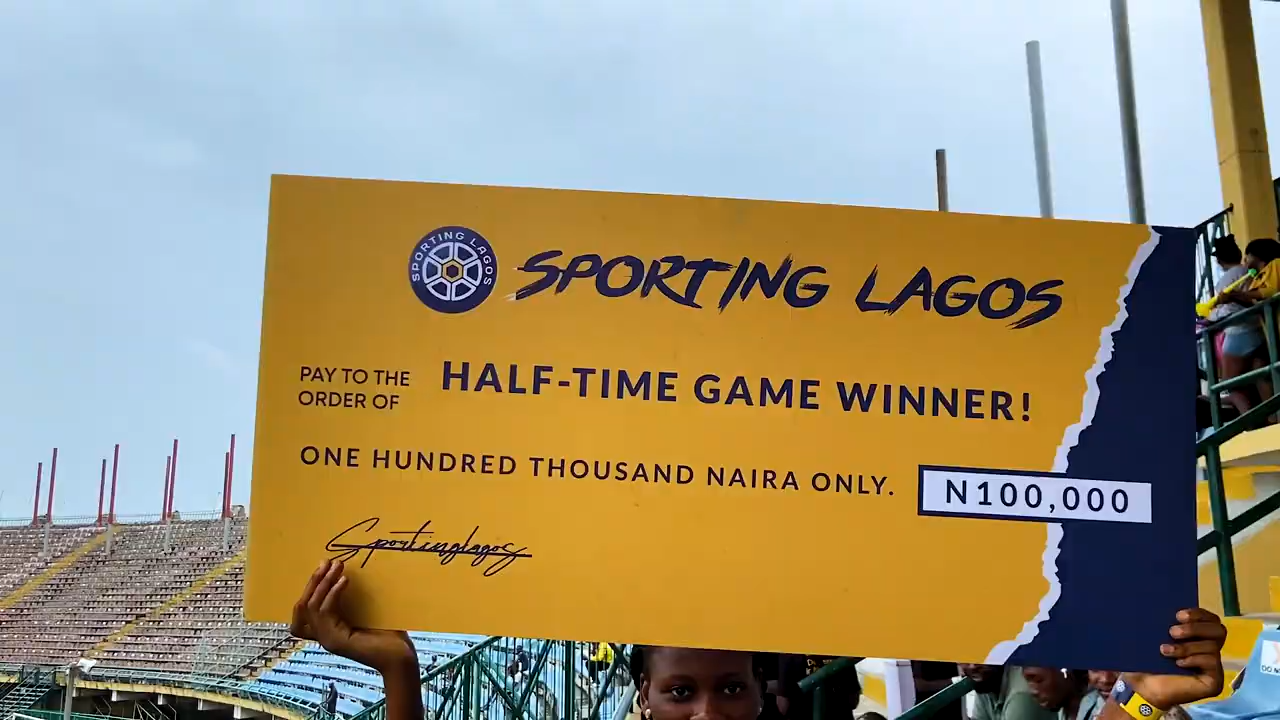 SPORTING LAGOS
SPORTING LAGOS
PAY TO THE
ORDER OF
HALF-TIME GAME WINNER!
ONE HUNDRED THOUSAND NAIRA ONLY.
N100,000
Sportinglagos